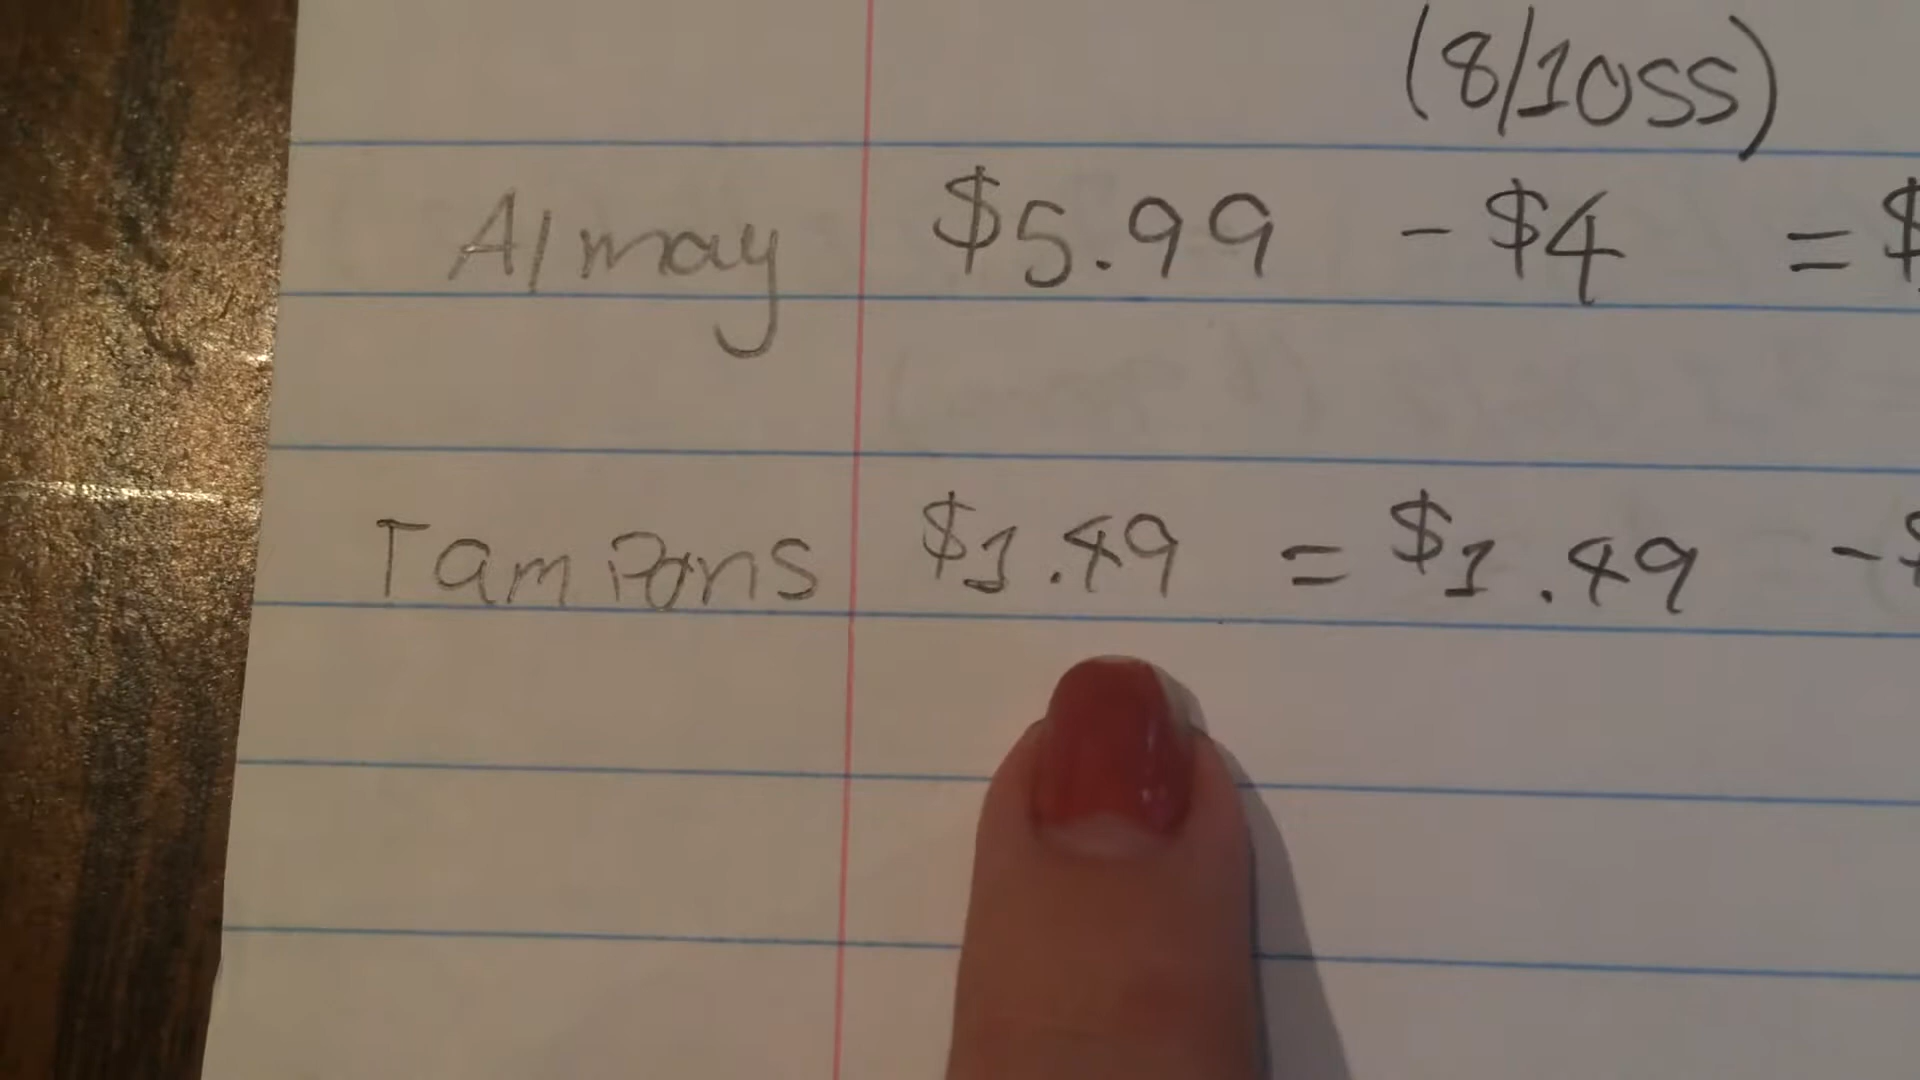 (8/10SS)
Almay $5.99 - $4 = $
Tampons $1.49 = $1.49 - $